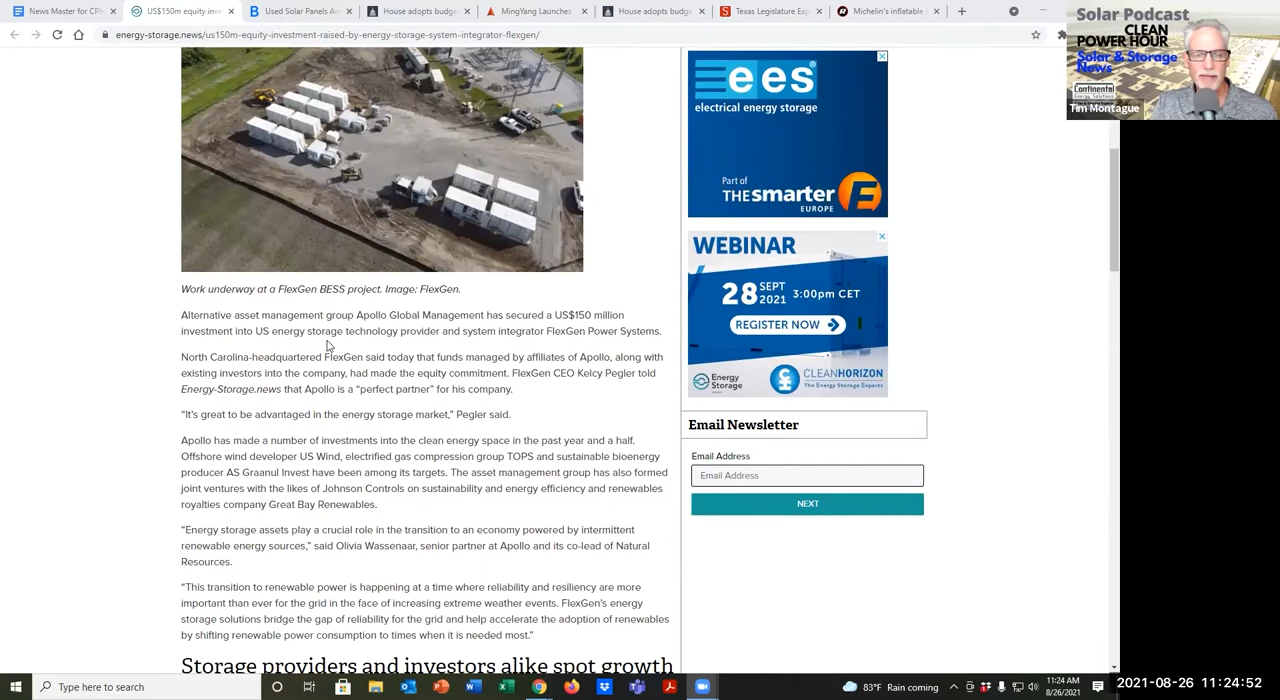 News Master for CPH
US$150m equity inve
Used Solar Panels Ar
House adopts budge
MingYang Launches
House adopts budge
Texas Legislature Exp
Michelin's inflatable
energy-storage.news/us150m-equity-investment-raised-by-energy-storage-system-integrator-flexgen/
Solar Podcast
CLEAN
POWER HOUR
Solar & Storage
News
Continental
Energy Solutions
Tim Montague
ees
electrical energy storage
Part of
THE smarter E
EUROPE
WEBINAR
28 SEPT 2021 3:00pm CET
REGISTER NOW
Energy Storage
CLEANHORIZON
The Energy Storage Experts
Work underway at a FlexGen BESS project. Image: FlexGen.
Alternative asset management group Apollo Global Management has secured a US$150 million
investment into US energy storage technology provider and system integrator FlexGen Power Systems.
North Carolina-headquartered FlexGen said today that funds managed by affiliates of Apollo, along with
existing investors into the company, had made the equity commitment. FlexGen CEO Kelcy Pegler told
Energy-Storage.news that Apollo is a “perfect partner” for his company.
“It's great to be advantaged in the energy storage market,” Pegler said.
Apollo has made a number of investments into the clean energy space in the past year and a half.
Offshore wind developer US Wind, electrified gas compression group TOPS and sustainable bioenergy
producer AS Graanul Invest have been among its targets. The asset management group has also formed
joint ventures with the likes of Johnson Controls on sustainability and energy efficiency and renewables
royalties company Great Bay Renewables.
“Energy storage assets play a crucial role in the transition to an economy powered by intermittent
renewable energy sources,” said Olivia Wassenaar, senior partner at Apollo and its co-lead of Natural
Resources.
“This transition to renewable power is happening at a time where reliability and resiliency are more
important than ever for the grid in the face of increasing extreme weather events. FlexGen's energy
storage solutions bridge the gap of reliability for the grid and help accelerate the adoption of renewables
by shifting renewable power consumption to times when it is needed most.”
Storage providers and investors alike spot growth
Email Newsletter
Email Address
Email Address
NEXT
Type here to search
83°F Rain coming
11:24 AM
8/26/2021
2021-08-26 11:24:52